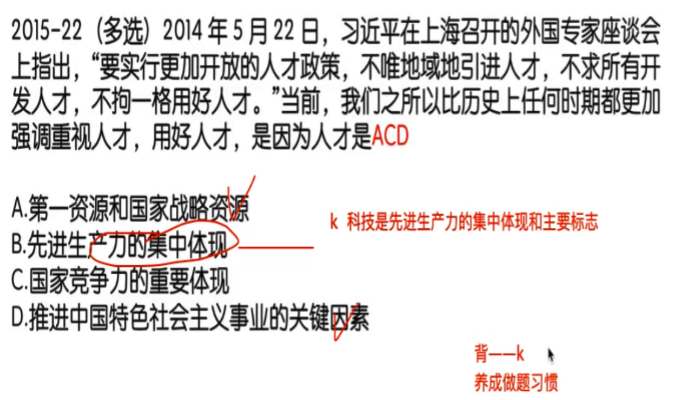 2015-22（多选）2014 年 5 月 22 日，习近平在上海召开的外国专家座谈会
上指出，“要实行更加开放的人才政策，不唯地域地引进人才，不求所有开
发人才，不拘一格用好人才。”当前，我们之所以比历史上任何时期都更加
强调重视人才，用好人才，是因为人才是ACD
A.第一资源和国家战略资源
k 科技是先进生产力的集中体现和主要标志
B.先进生产力的集中体现
C.国家竞争力的重要体现
D.推进中国特色社会主义事业的关键因素
背——k
养成做题习惯